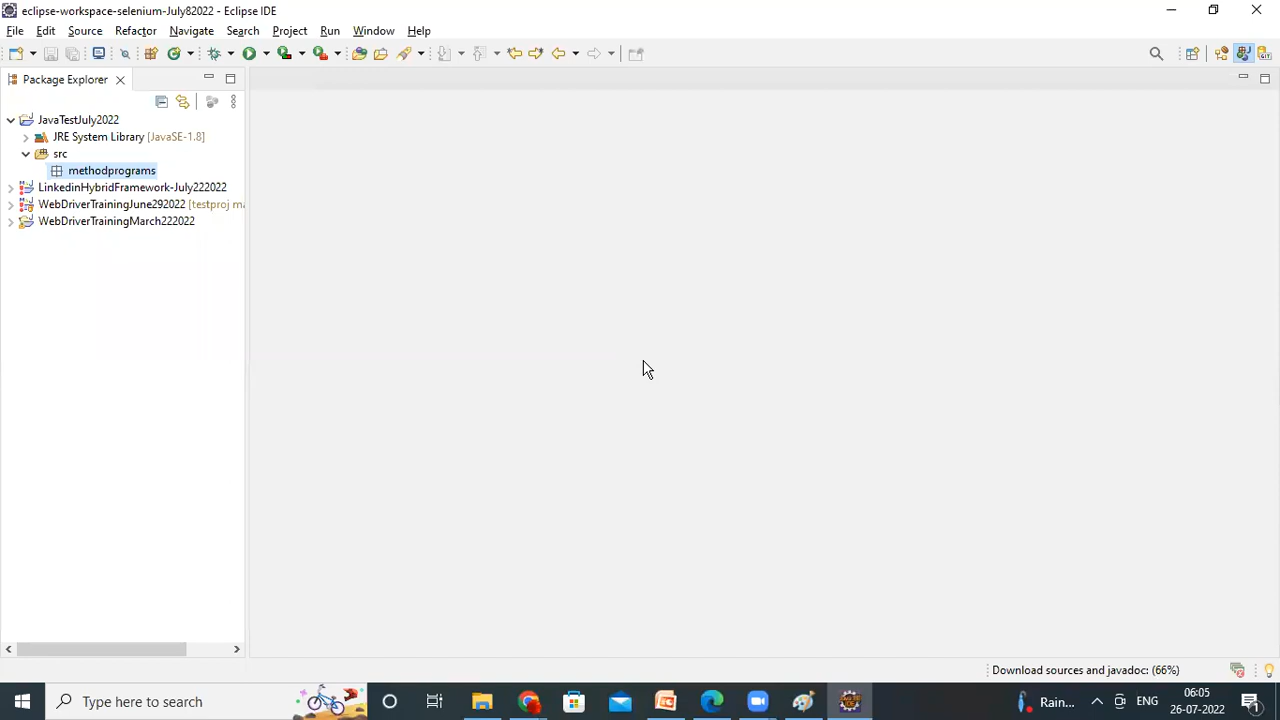 eclipse-workspace-selenium-July82022 - Eclipse IDE
File Edit Source Refactor Navigate Search Project Run Window Help
Package Explorer
JavaTestJuly2022
JRE System Library [JavaSE-1.8]
src
methodprograms
LinkedinHybridFramework-July222022
WebDriverTrainingJune292022 [testproj ma
WebDriverTrainingMarch222022
Download sources and javadoc: (66%)
Type here to search
Rain...
ENG
06:05
26-07-2022
1